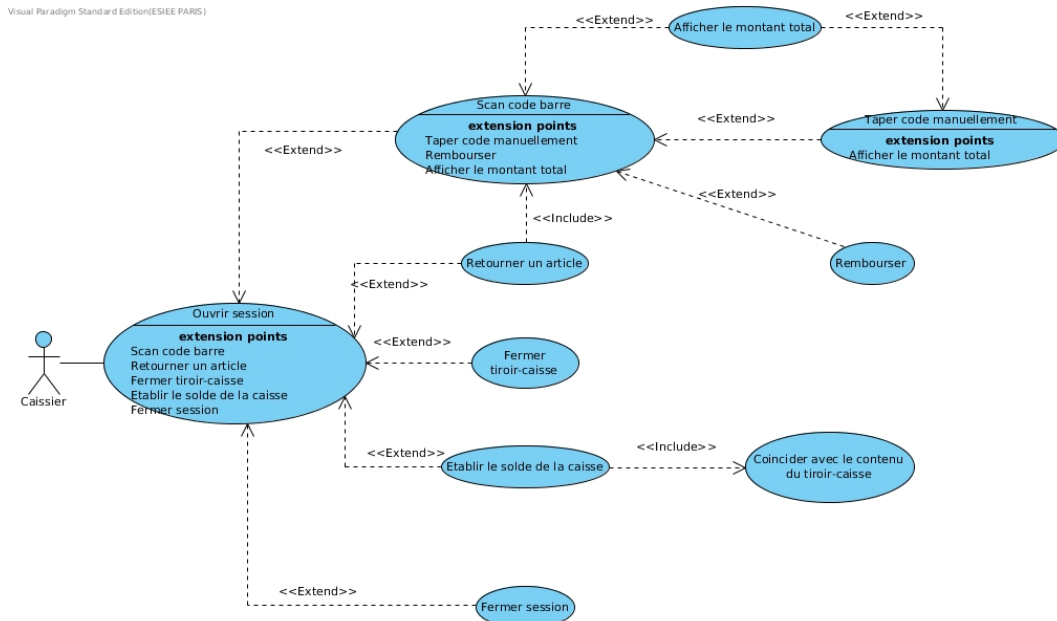 Visual Paradigm Standard Edition(ESIEE PARIS)
<<Extend>>
Afficher le montant total
<<Extend>>
Scan code barre
extension points
Taper code manuellement
Rembourser
Afficher le montant total
<<Extend>>
<<Extend>>
Taper code manuellement
extension points
Afficher le montant total
<<Extend>>
<<Include>>
Retourner un article
Rembourser
<<Extend>>
Ouvrir session
extension points
Scan code barre
Retourner un article
Fermer tiroir-caisse
Etablir le solde de la caisse
Fermer session
Caissier
<<Extend>>
Fermer
tiroir-caisse
<<Extend>>
Etablir le solde de la caisse
<<Include>>
Coincider avec le contenu
du tiroir-caisse
<<Extend>>
Fermer session